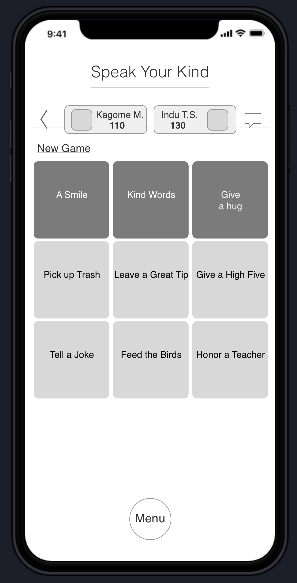 9:41
Speak Your Kind
Kagome M.
110
Indu T.S.
130
New Game
A Smile
Kind Words
Give
a hug
Pick up Trash
Leave a Great Tip
Give a High Five
Tell a Joke
Feed the Birds
Honor a Teacher
Menu